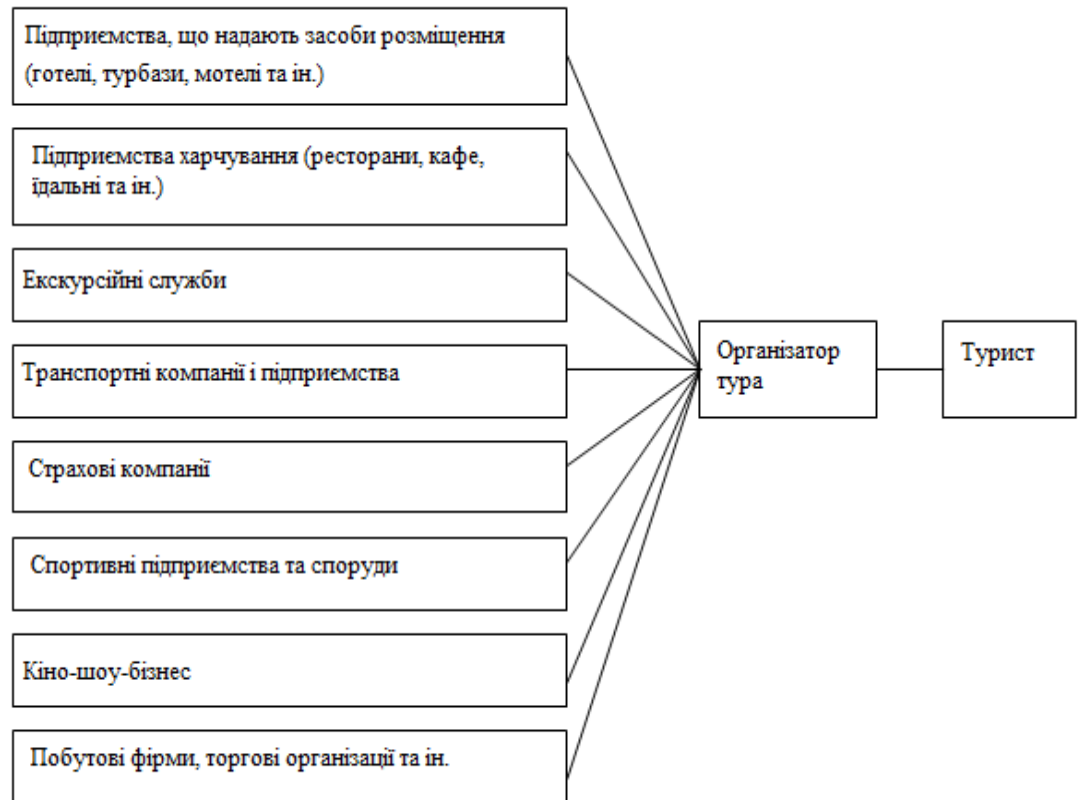 Підприємства, що надають засоби розміщення
(готелі, турбази, мотелі та ін.)
Підприємства харчування (ресторани, кафе,
їдальні та ін.)
Екскурсійні служби
Транспортні компанії і підприємства
Страхові компанії
Спортивні підприємства та споруди
Кіно-шоу-бізнес
Побутові фірми, торгові організації та ін.
Організатор
тура
Турист